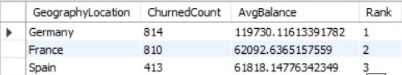 GeographyLocation ChurnedCount AvgBalance Rank
Germany 814 119730.11613391782 1
France 810 62092.6365157559 2
Spain 413 61818.14776342349 3